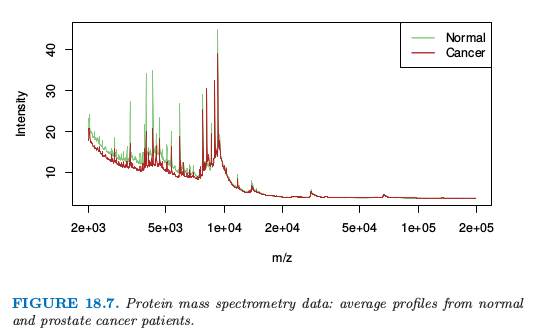 Normal
Cancer
40
30
20
10
Intensity
2e+03 5e+03 1e+04 2e+04 5e+04 1e+05 2e+05
m/z
FIGURE 18.7. Protein mass spectrometry data: average profiles from normal
and prostate cancer patients.